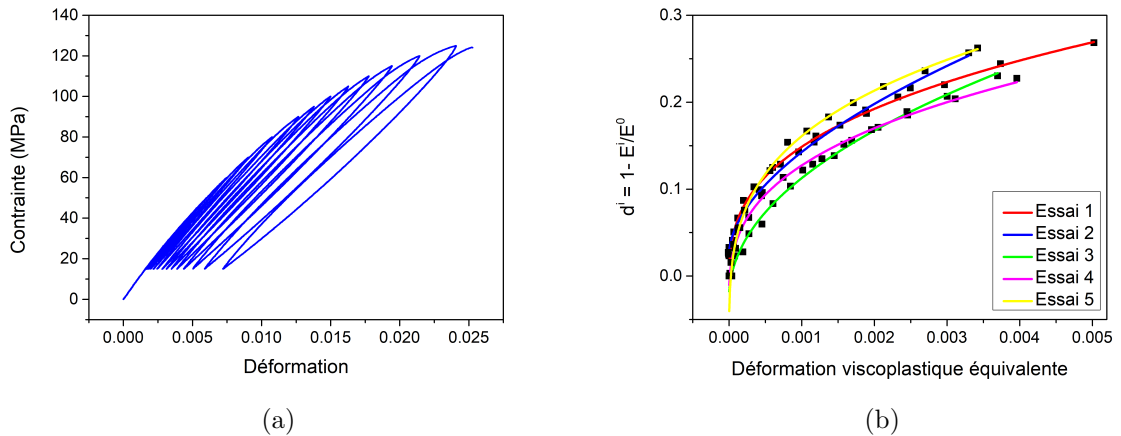 140
120
100
80
60
40
20
0
Contrainte (MPa)
0.000
0.005
0.010
0.015
0.020
0.025
Déformation
(a)
0.3
0.2
0.1
0.0
dⁱ = 1- Eⁱ/E⁰
Essai 1
Essai 2
Essai 3
Essai 4
Essai 5
0.000
0.001
0.002
0.003
0.004
0.005
Déformation viscoplastique équivalente
(b)